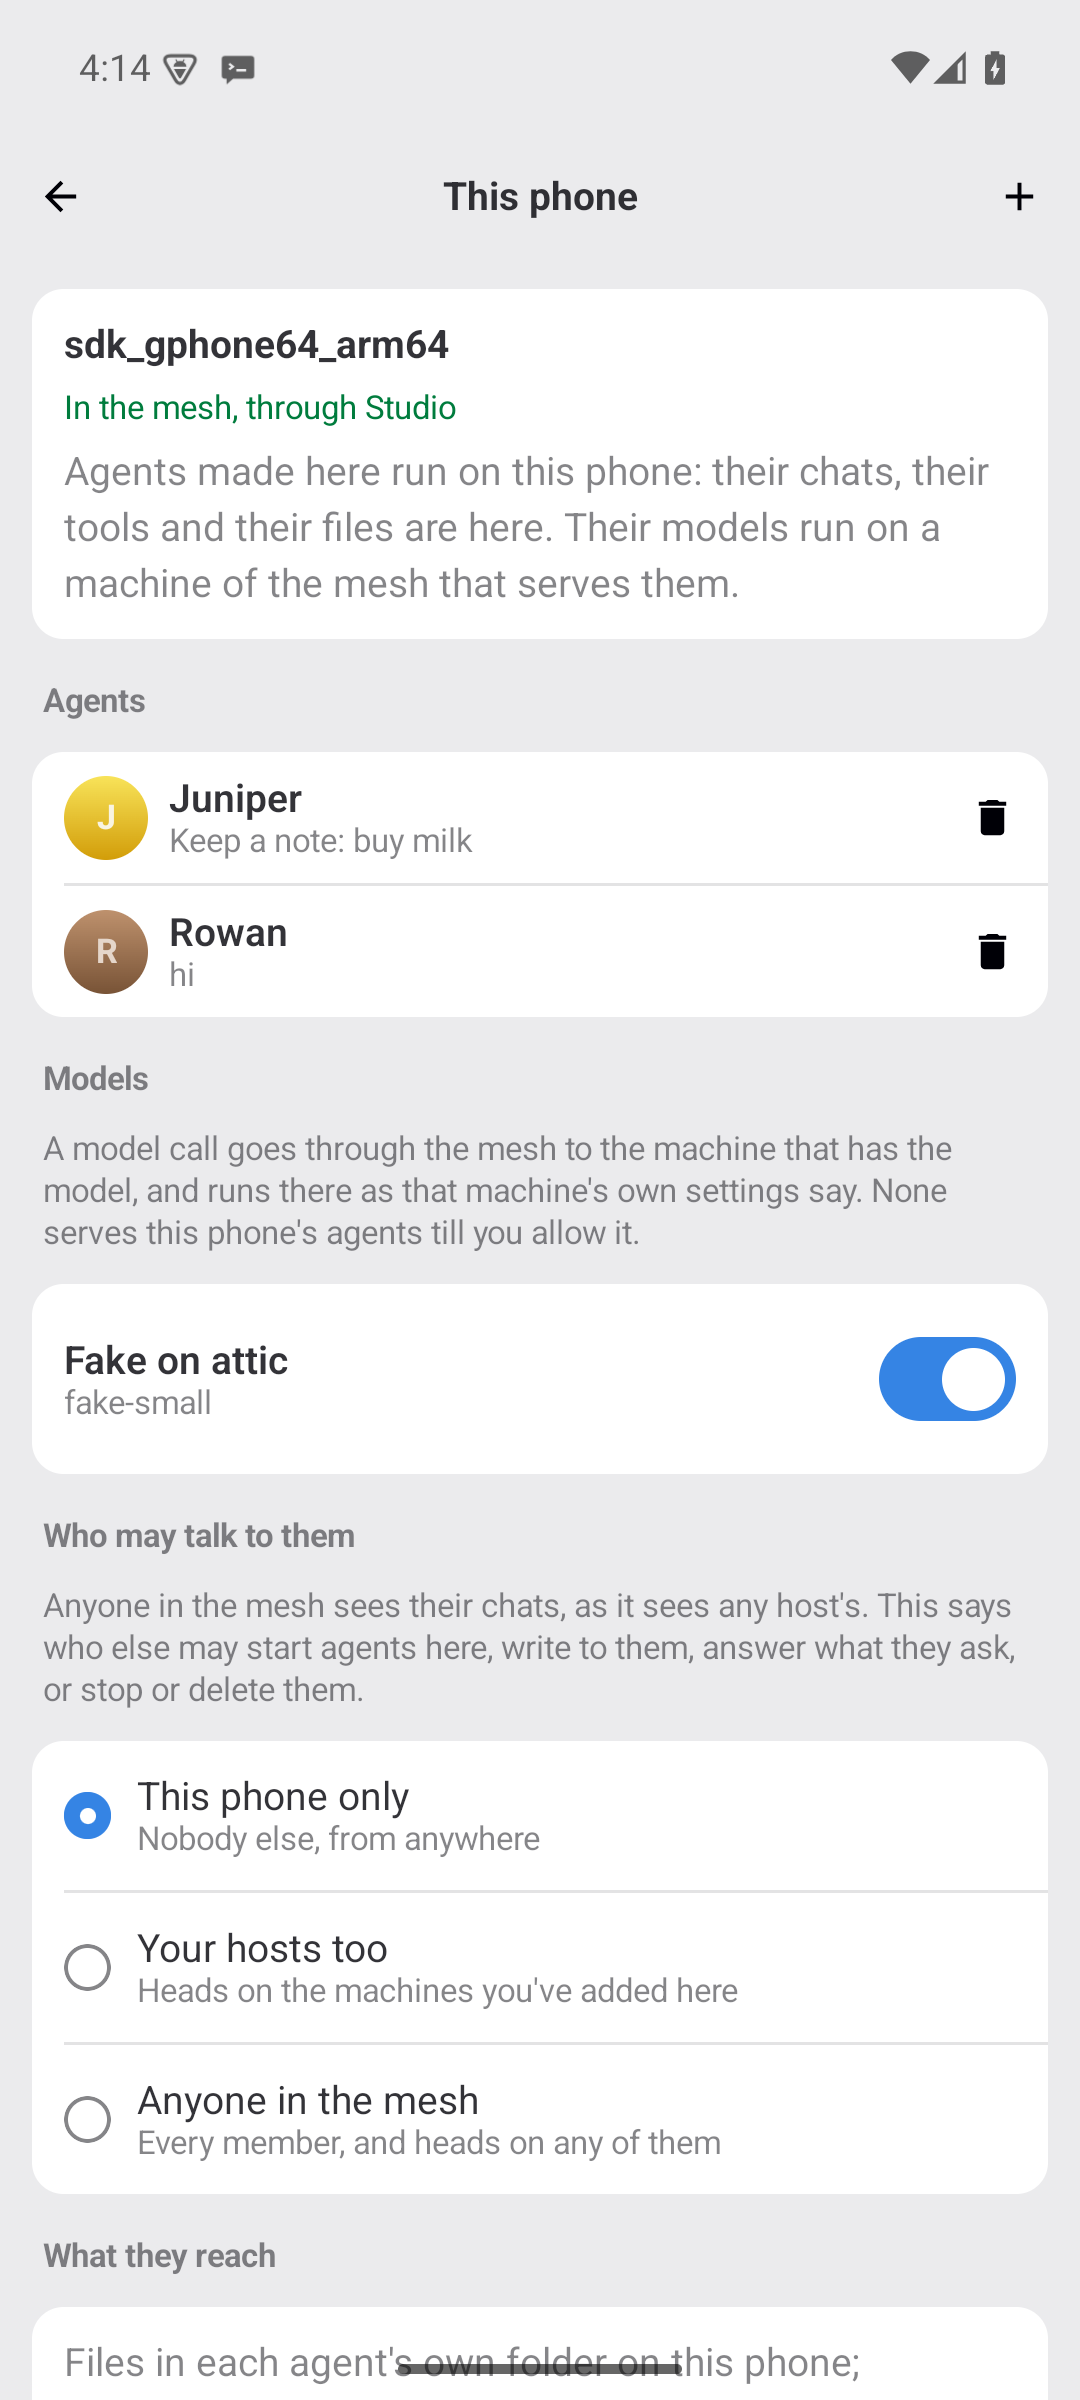 4:14
This phone
sdk_gphone64_arm64
In the mesh, through Studio
Agents made here run on this phone: their chats, their
tools and their files are here. Their models run on a
machine of the mesh that serves them.
Agents
J
Juniper
Keep a note: buy milk
R
Rowan
hi
Models
A model call goes through the mesh to the machine that has the
model, and runs there as that machine's own settings say. None
serves this phone's agents till you allow it.
Fake on attic
fake-small
Who may talk to them
Anyone in the mesh sees their chats, as it sees any host's. This says
who else may start agents here, write to them, answer what they ask,
or stop or delete them.
This phone only
Nobody else, from anywhere
Your hosts too
Heads on the machines you've added here
Anyone in the mesh
Every member, and heads on any of them
What they reach
Files in each agent's own folder on this phone;